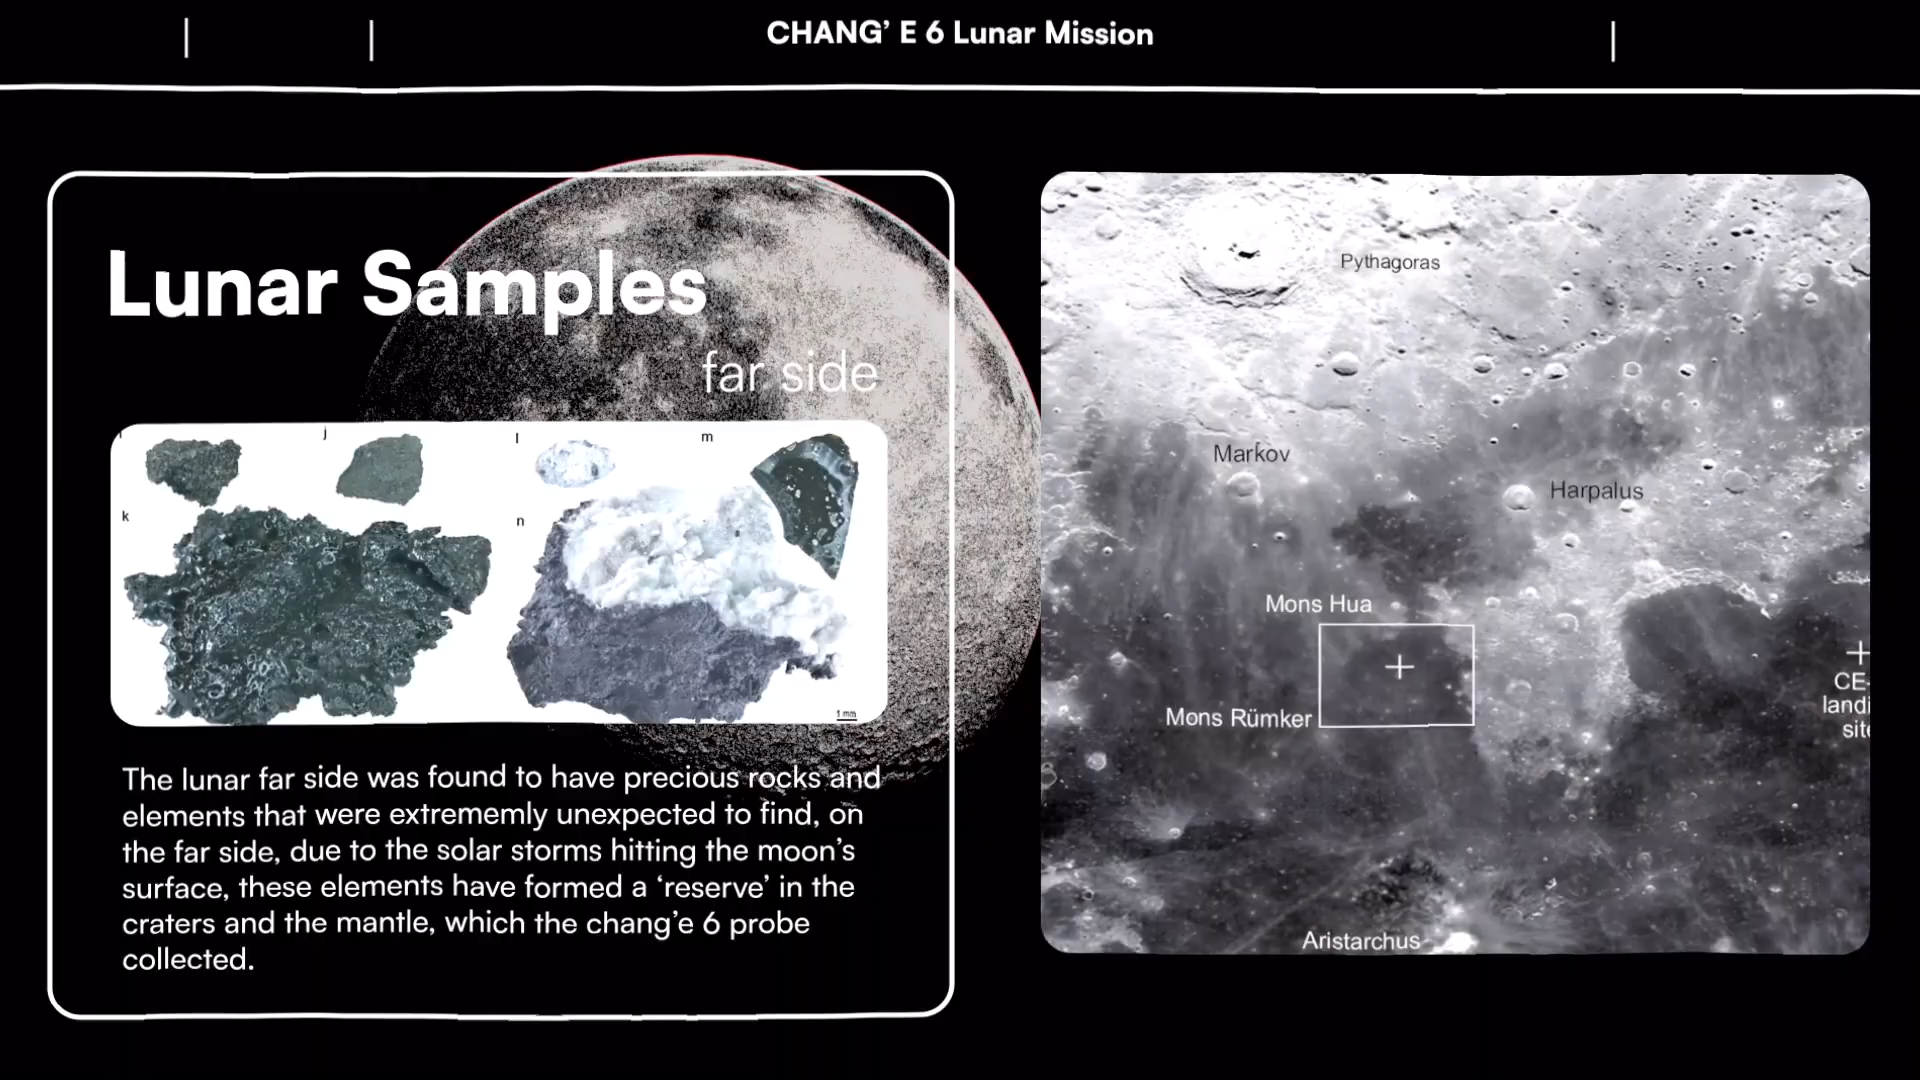 CHANG’ E 6 Lunar Mission
Lunar Samples
far side
j
l
m
k
n
1 mm
The lunar far side was found to have precious rocks and
elements that were extrememly unexpected to find, on
the far side, due to the solar storms hitting the moon’s
surface, these elements have formed a ‘reserve’ in the
craters and the mantle, which the chang’e 6 probe
collected.
Pythagoras
Markov
Harpalus
Mons Hua
Mons Rümker
CE-
landi
site
Aristarchus